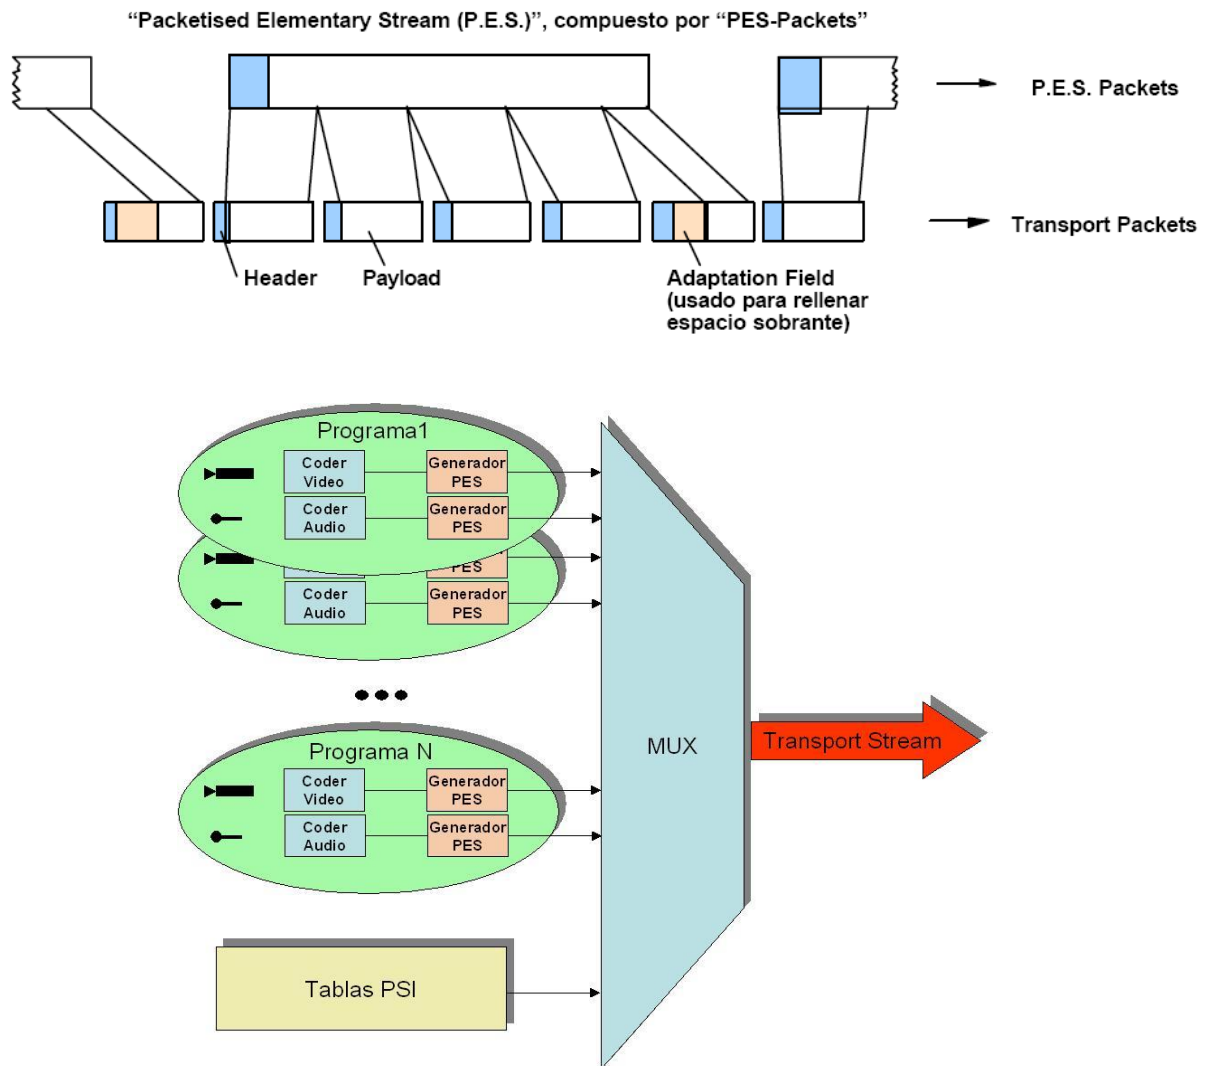 “Packetised Elementary Stream (P.E.S.)”, compuesto por “PES-Packets”
P.E.S. Packets
Transport Packets
Header
Payload
Adaptation Field
(usado para rellenar
espacio sobrante)
Programa1
Coder
Video
Generador
PES
Coder
Audio
Generador
PES
PES
Coder
Audio
Generador
PES
Programa N
Coder
Video
Generador
PES
Coder
Audio
Generador
PES
Tablas PSI
MUX
Transport Stream